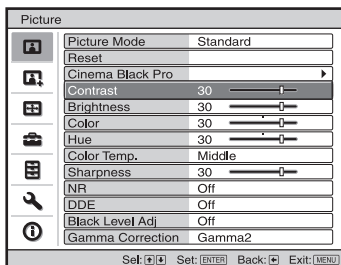 Picture
Picture Mode Standard
Reset
Cinema Black Pro
Contrast 30
Brightness 30
Color 30
Hue 30
Color Temp. Middle
Sharpness 30
NR Off
DDE Off
Black Level Adj Off
Gamma Correction Gamma2
Sel: Set: ENTER Back: Exit: MENU